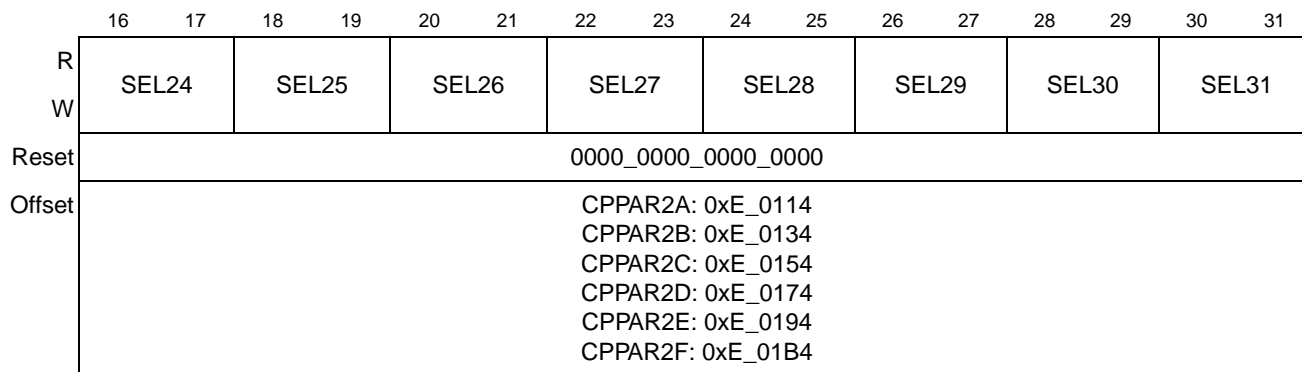 16 17 18 19 20 21 22 23 24 25 26 27 28 29 30 31
R
SEL24 SEL25 SEL26 SEL27 SEL28 SEL29 SEL30 SEL31
W
Reset 0000_0000_0000_0000
Offset CPPAR2A: 0xE_0114
CPPAR2B: 0xE_0134
CPPAR2C: 0xE_0154
CPPAR2D: 0xE_0174
CPPAR2E: 0xE_0194
CPPAR2F: 0xE_01B4